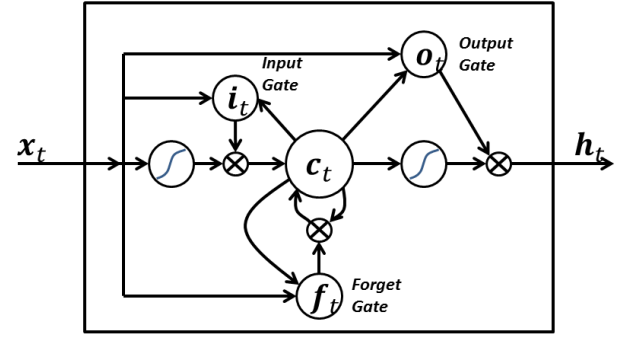 o_t
Output
Gate
Input
Gate
i_t
x_t
c_t
h_t
f_t
Forget
Gate